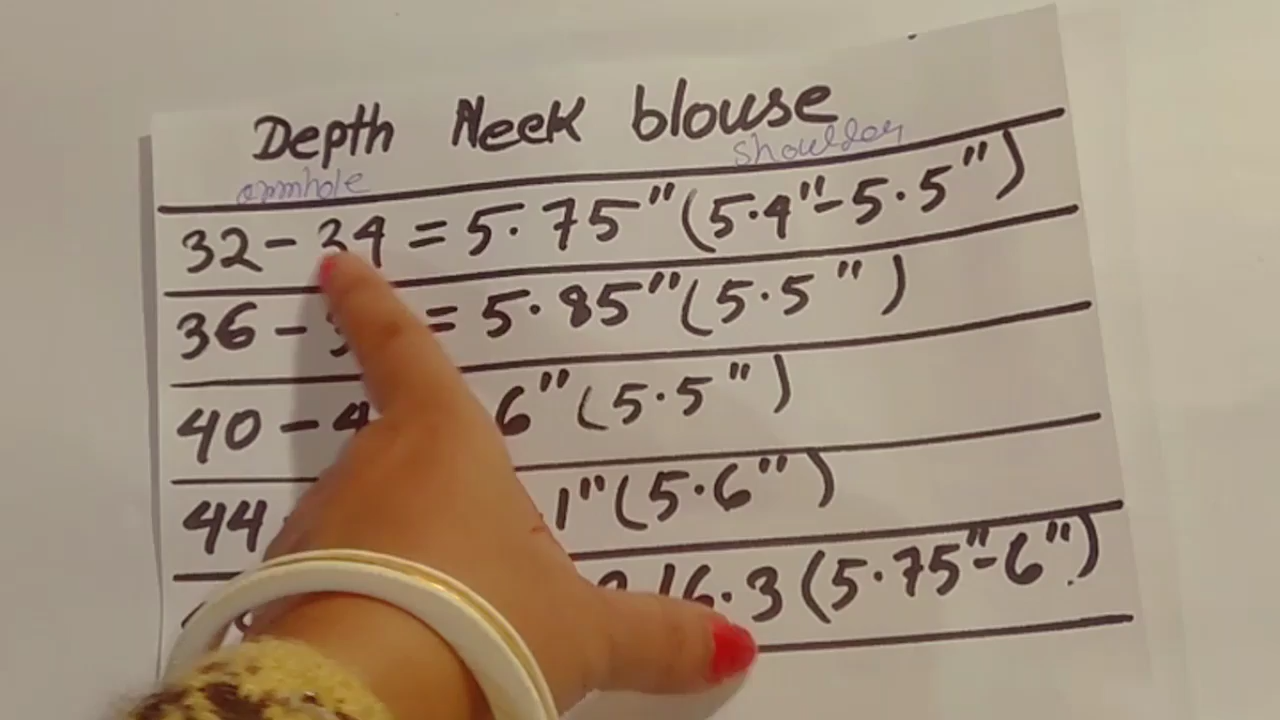 Depth Neck blouse
armhole shoulder
32-34 = 5.75" (5.4"-5.5")
36- = 5.85" (5.5")
40-4 6" (5.5")
44 1" (5.6")
/6.3 (5.75"-6")